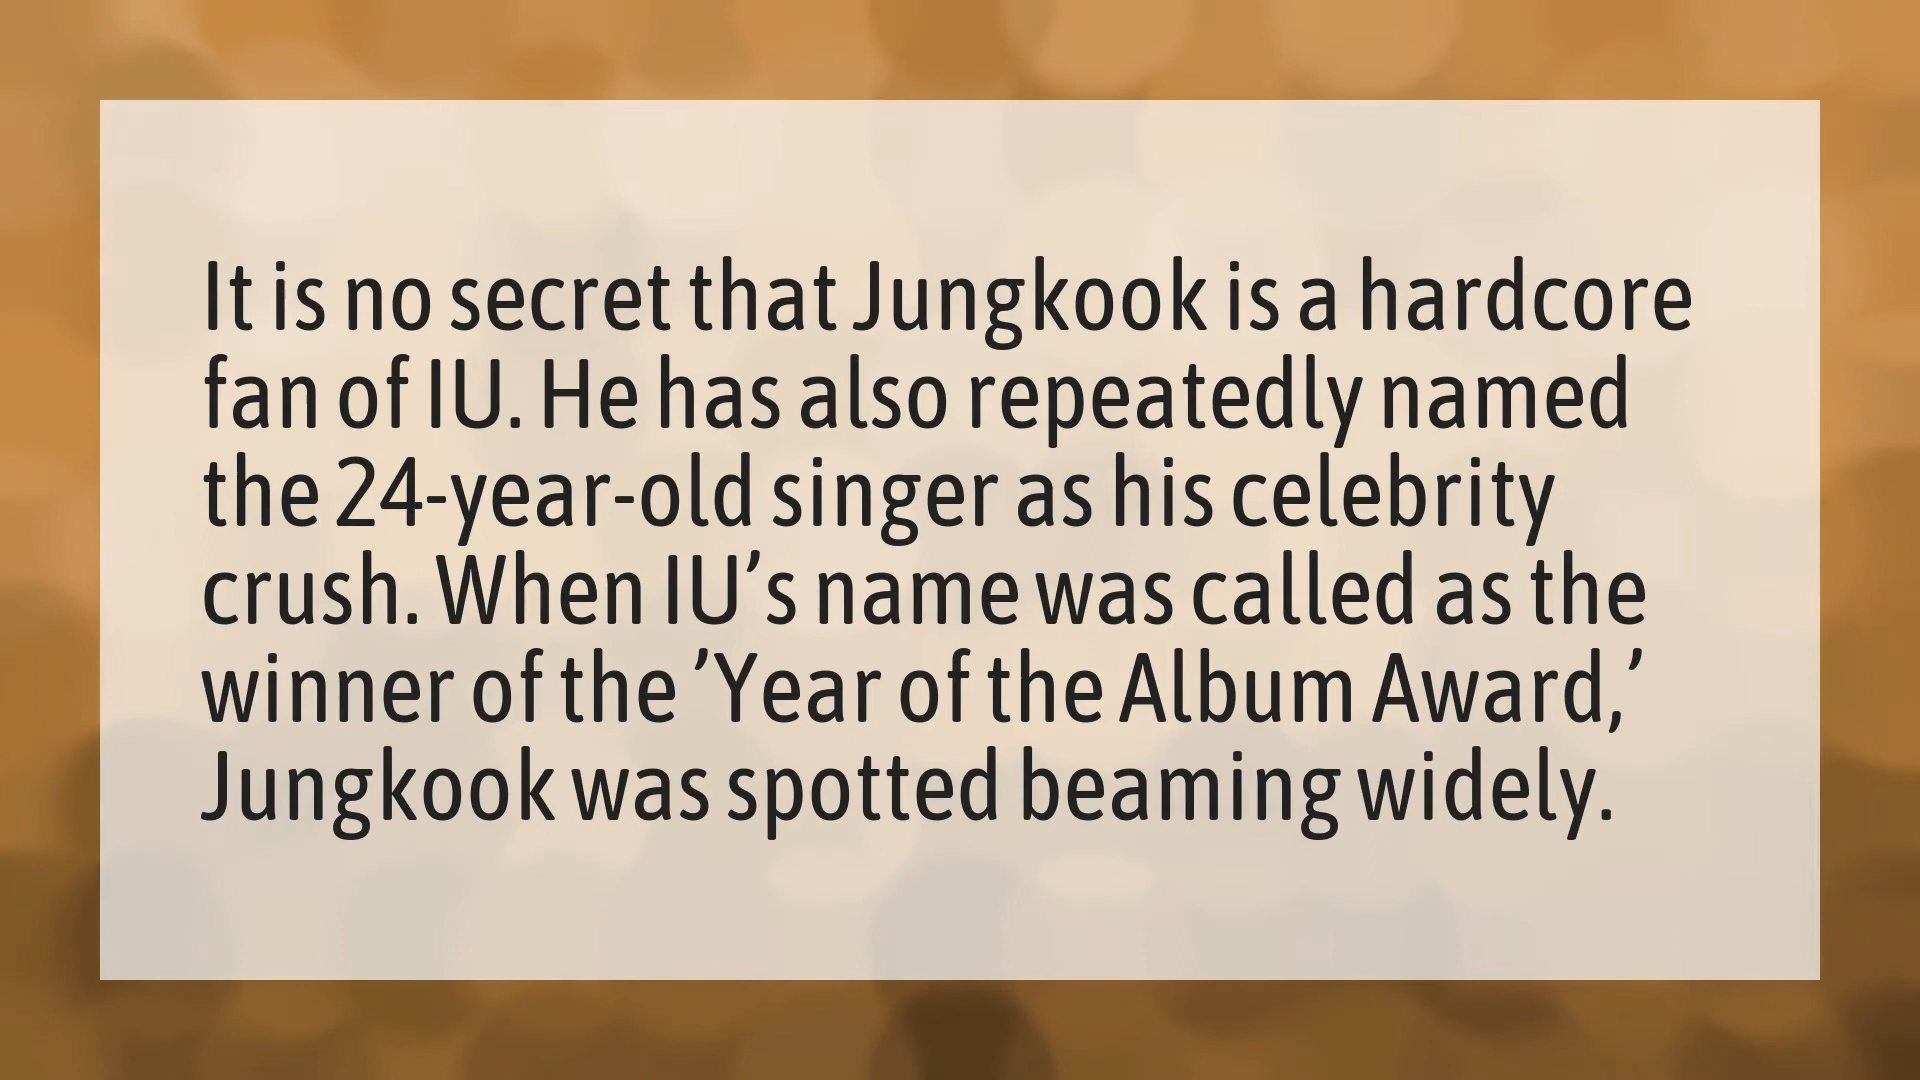 It is no secret that Jungkook is a hardcore
fan of IU. He has also repeatedly named
the 24-year-old singer as his celebrity
crush. When IU’s name was called as the
winner of the ’Year of the Album Award,’
Jungkook was spotted beaming widely.